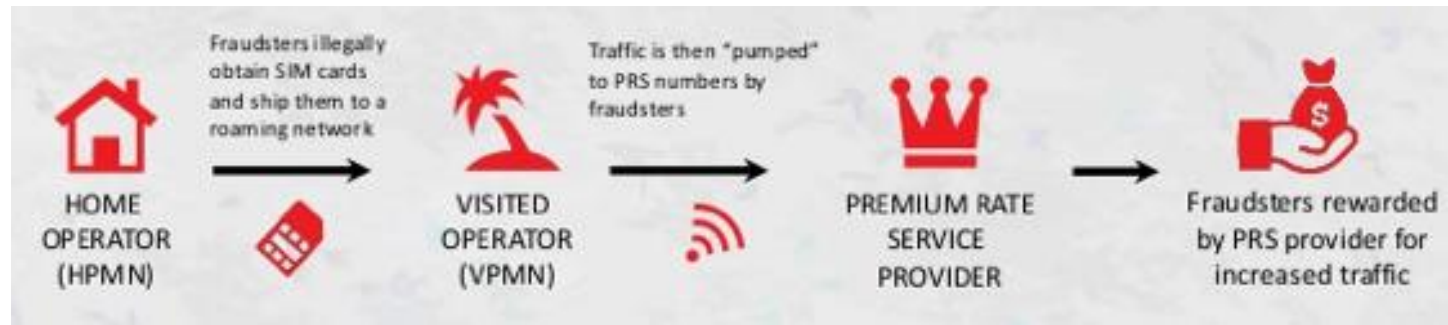 Fraudsters illegally
obtain SIM cards
and ship them to a
roaming network
Traffic is then "pumped"
to PRS numbers by
fraudsters
$
HOME
OPERATOR
(HPMN)
VISITED
OPERATOR
(VPMN)
PREMIUM RATE
SERVICE
PROVIDER
Fraudsters rewarded
by PRS provider for
increased traffic